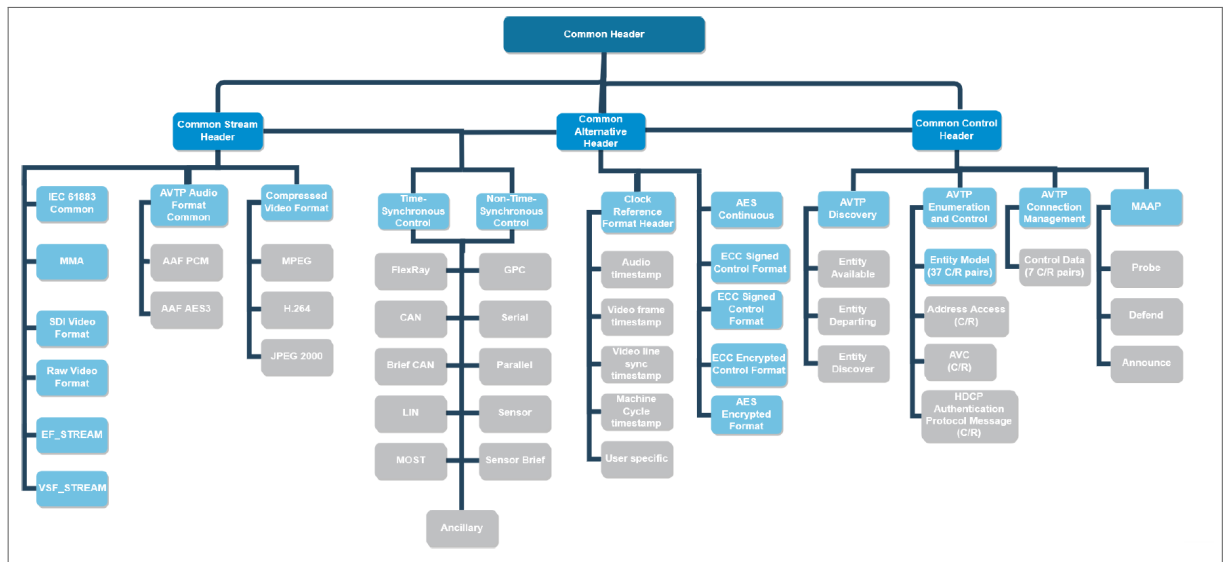 Common Header
Common Stream
Header
Common
Alternative
Header
Common Control
Header
IEC 61883
Common
MMA
SDI Video
Format
Raw Video
Format
EF_STREAM
VSF_STREAM
AVTP Audio
Format
Common
AAF PCM
AAF AES3
Compressed
Video Format
MPEG
H.264
JPEG 2000
Time-
Synchronous
Control
Non-Time-
Synchronous
Control
FlexRay
GPC
CAN
Serial
Brief CAN
Parallel
LIN
Sensor
MOST
Sensor Brief
Ancillary
Clock
Reference
Format Header
Audio
timestamp
Video frame
timestamp
Video line
sync
timestamp
Machine
Cycle
timestamp
User specific
AES
Continuous
ECC Signed
Control Format
ECC Signed
Control
Format
ECC Encrypted
Control Format
AES
Encrypted
Format
AVTP
Discovery
Entity
Available
Entity
Departing
Entity
Discover
AVTP
Enumeration
and Control
Entity Model
(37 C/R pairs)
Address Access
(C/R)
AVC
(C/R)
HDCP
Authentication
Protocol Message
(C/R)
AVTP
Connection
Management
Control Data
(7 C/R pairs)
MAAP
Probe
Defend
Announce